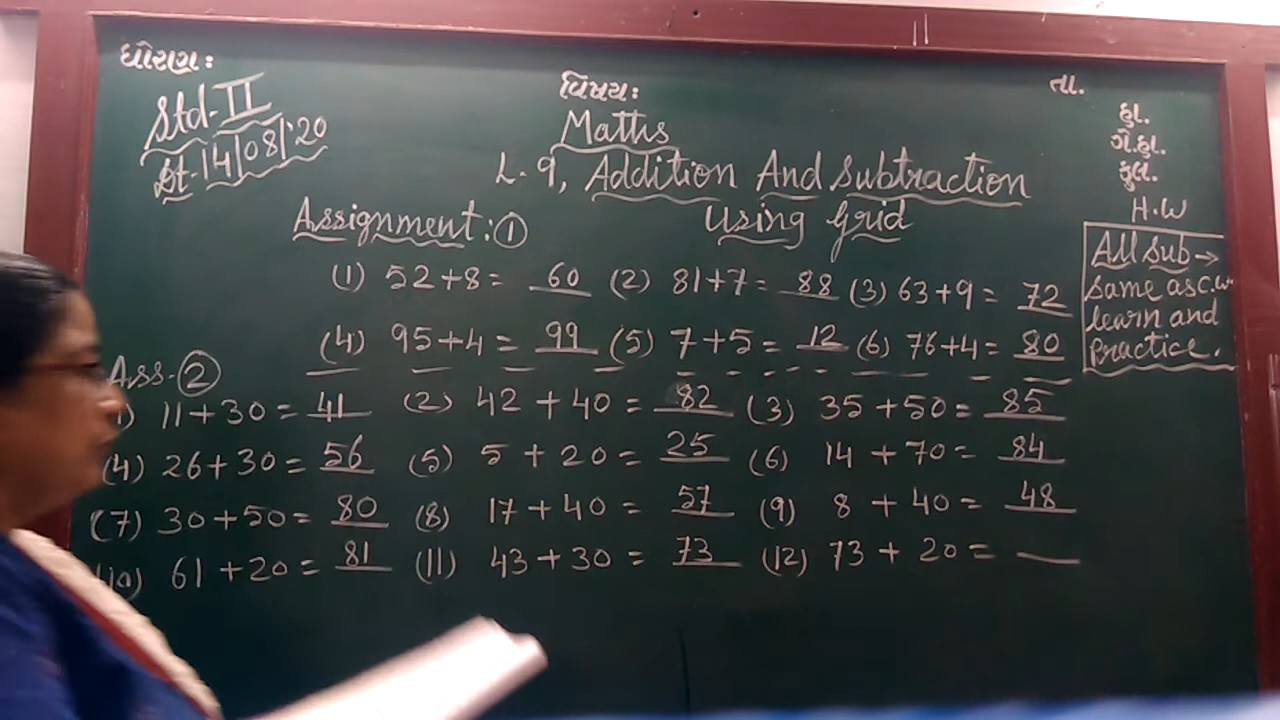 ધોરણ:
Std-II
Dt-14/08/'20
વિષય:
Maths
L-9, Addition And Subtraction
Using Grid
તા.
હા.
ગે.હા.
કુલ.
H.W
All Sub→
Same as C.W.
learn and
Practice.
Assignment:①
(1) 52+8= 60 (2) 81+7= 88 (3) 63+9= 72
(4) 95+4= 99 (5) 7+5= 12 (6) 76+4= 80
Ass-②
1) 11+30= 41 (2) 42+40= 82 (3) 35+50= 85
(4) 26+30= 56 (5) 5+20= 25 (6) 14+70= 84
(7) 30+50= 80 (8) 17+40= 57 (9) 8+40= 48
(10) 61+20= 81 (11) 43+30= 73 (12) 73+20= __